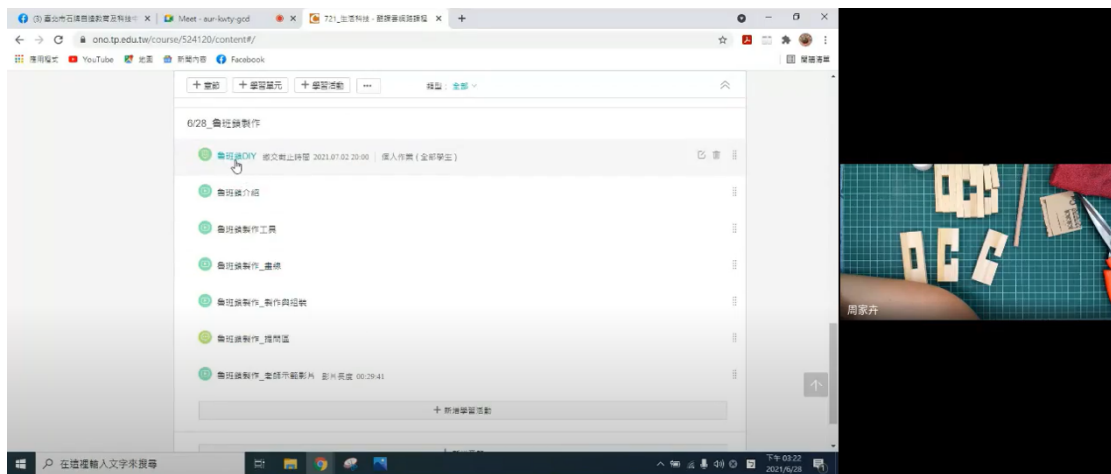 (3) 臺北市石牌自造教育及科技中
Meet - aur-kwty-gcd
721_生活科技 - 酷課雲線路課程
ono.tp.edu.tw/course/524120/content#/
應用程式 YouTube 地圖 新聞內容 Facebook 閱讀清單
+ 章節 + 學習單元 + 學習活動 ... 類型: 全部
6/28_魯班鎖製作
魯班鎖DIY 繳交截止時間 2021.07.02 20:00 | 個人作業 ( 全部學生 )
魯班鎖介紹
魯班鎖製作工具
魯班鎖製作_畫線
魯班鎖製作_製作與組裝
魯班鎖製作_提問區
魯班鎖製作_老師示範影片 影片長度 00:29:41
+ 新增學習活動
周家卉
在這裡輸入文字來搜尋
下午 03:22
2021/6/28